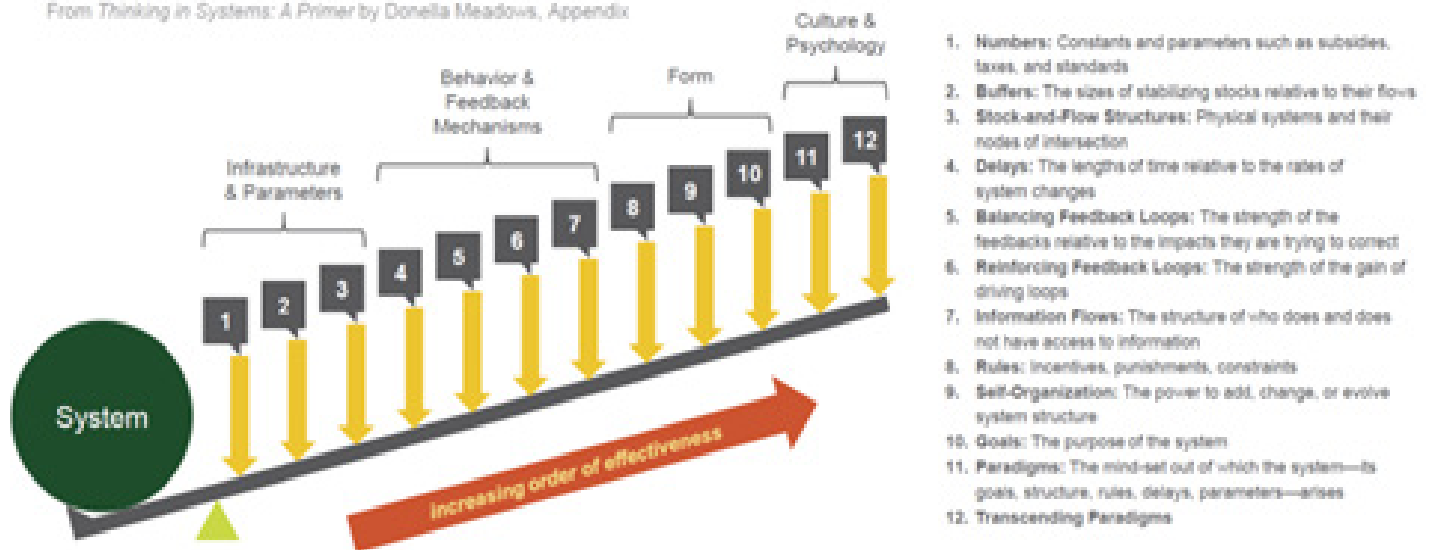 From Thinking in Systems: A Primer by Donella Meadows, Appendix
Culture &
Psychology
Form
Behavior &
Feedback
Mechanisms
Infrastructure
& Parameters
1
2
3
4
5
6
7
8
9
10
11
12
System
increasing order of effectiveness
1. Numbers: Constants and parameters such as subsidies,
taxes, and standards
2. Buffers: The sizes of stabilizing stocks relative to their flows
3. Stock-and-Flow Structures: Physical systems and their
nodes of intersection
4. Delays: The lengths of time relative to the rates of
system changes
5. Balancing Feedback Loops: The strength of the
feedbacks relative to the impacts they are trying to correct
6. Reinforcing Feedback Loops: The strength of the gain of
driving loops
7. Information Flows: The structure of who does and does
not have access to information
8. Rules: Incentives, punishments, constraints
9. Self-Organization: The power to add, change, or evolve
system structure
10. Goals: The purpose of the system
11. Paradigms: The mind-set out of which the system—its
goals, structure, rules, delays, parameters—arises
12. Transcending Paradigms